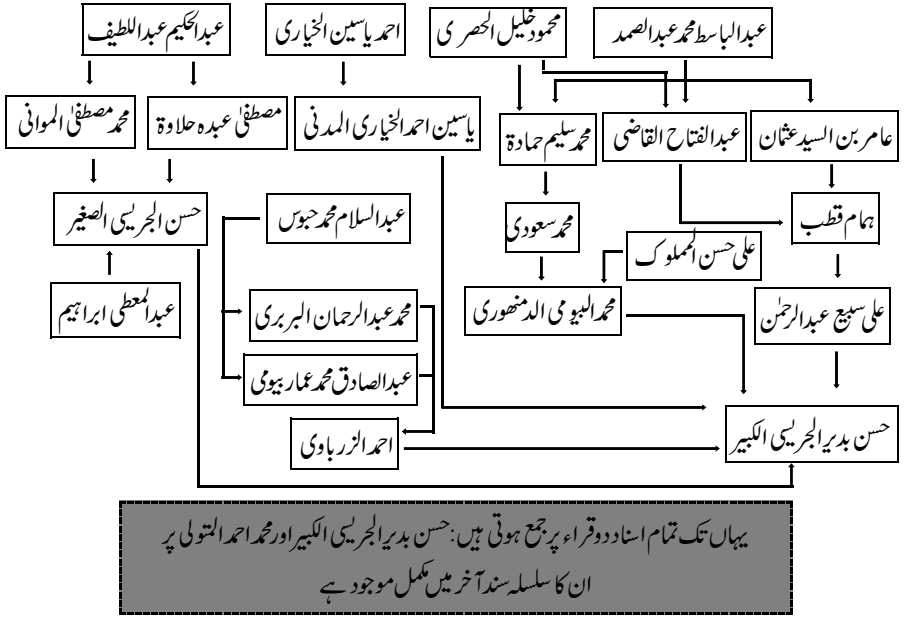 عبدالباسط محمد عبدالصمد
محمود خلیل الحصری
احمد یاسین الخیاری
عبدالحکیم عبداللطیف
عامر بن السید عثمان
عبدالفتاح القاضی
محمد سلیم حمادة
یاسین احمد الخیاری المدنی
مصطفیٰ عبدہ حلاوة
محمد مصطفیٰ الموانی
ہمام قطب
محمد سعودی
عبدالسلام محمد حبوس
حسن الجریسی الصغیر
علی حسن المملوک
علی سبیع عبدالرحمٰن
محمد البیومی الدمنھوری
محمد عبدالرحمان البربری
عبدالمعطی ابراہیم
عبدالصادق محمد عمار بیومی
حسن بدیر الجریسی الکبیر
احمد الزرباوی
یہاں تک تمام اسناد دو قراء پر جمع ہوتی ہیں: حسن بدیر الجریسی الکبیر اور محمد احمد المتولی پر
ان کا سلسلہ سند آخر میں مکمل موجود ہے